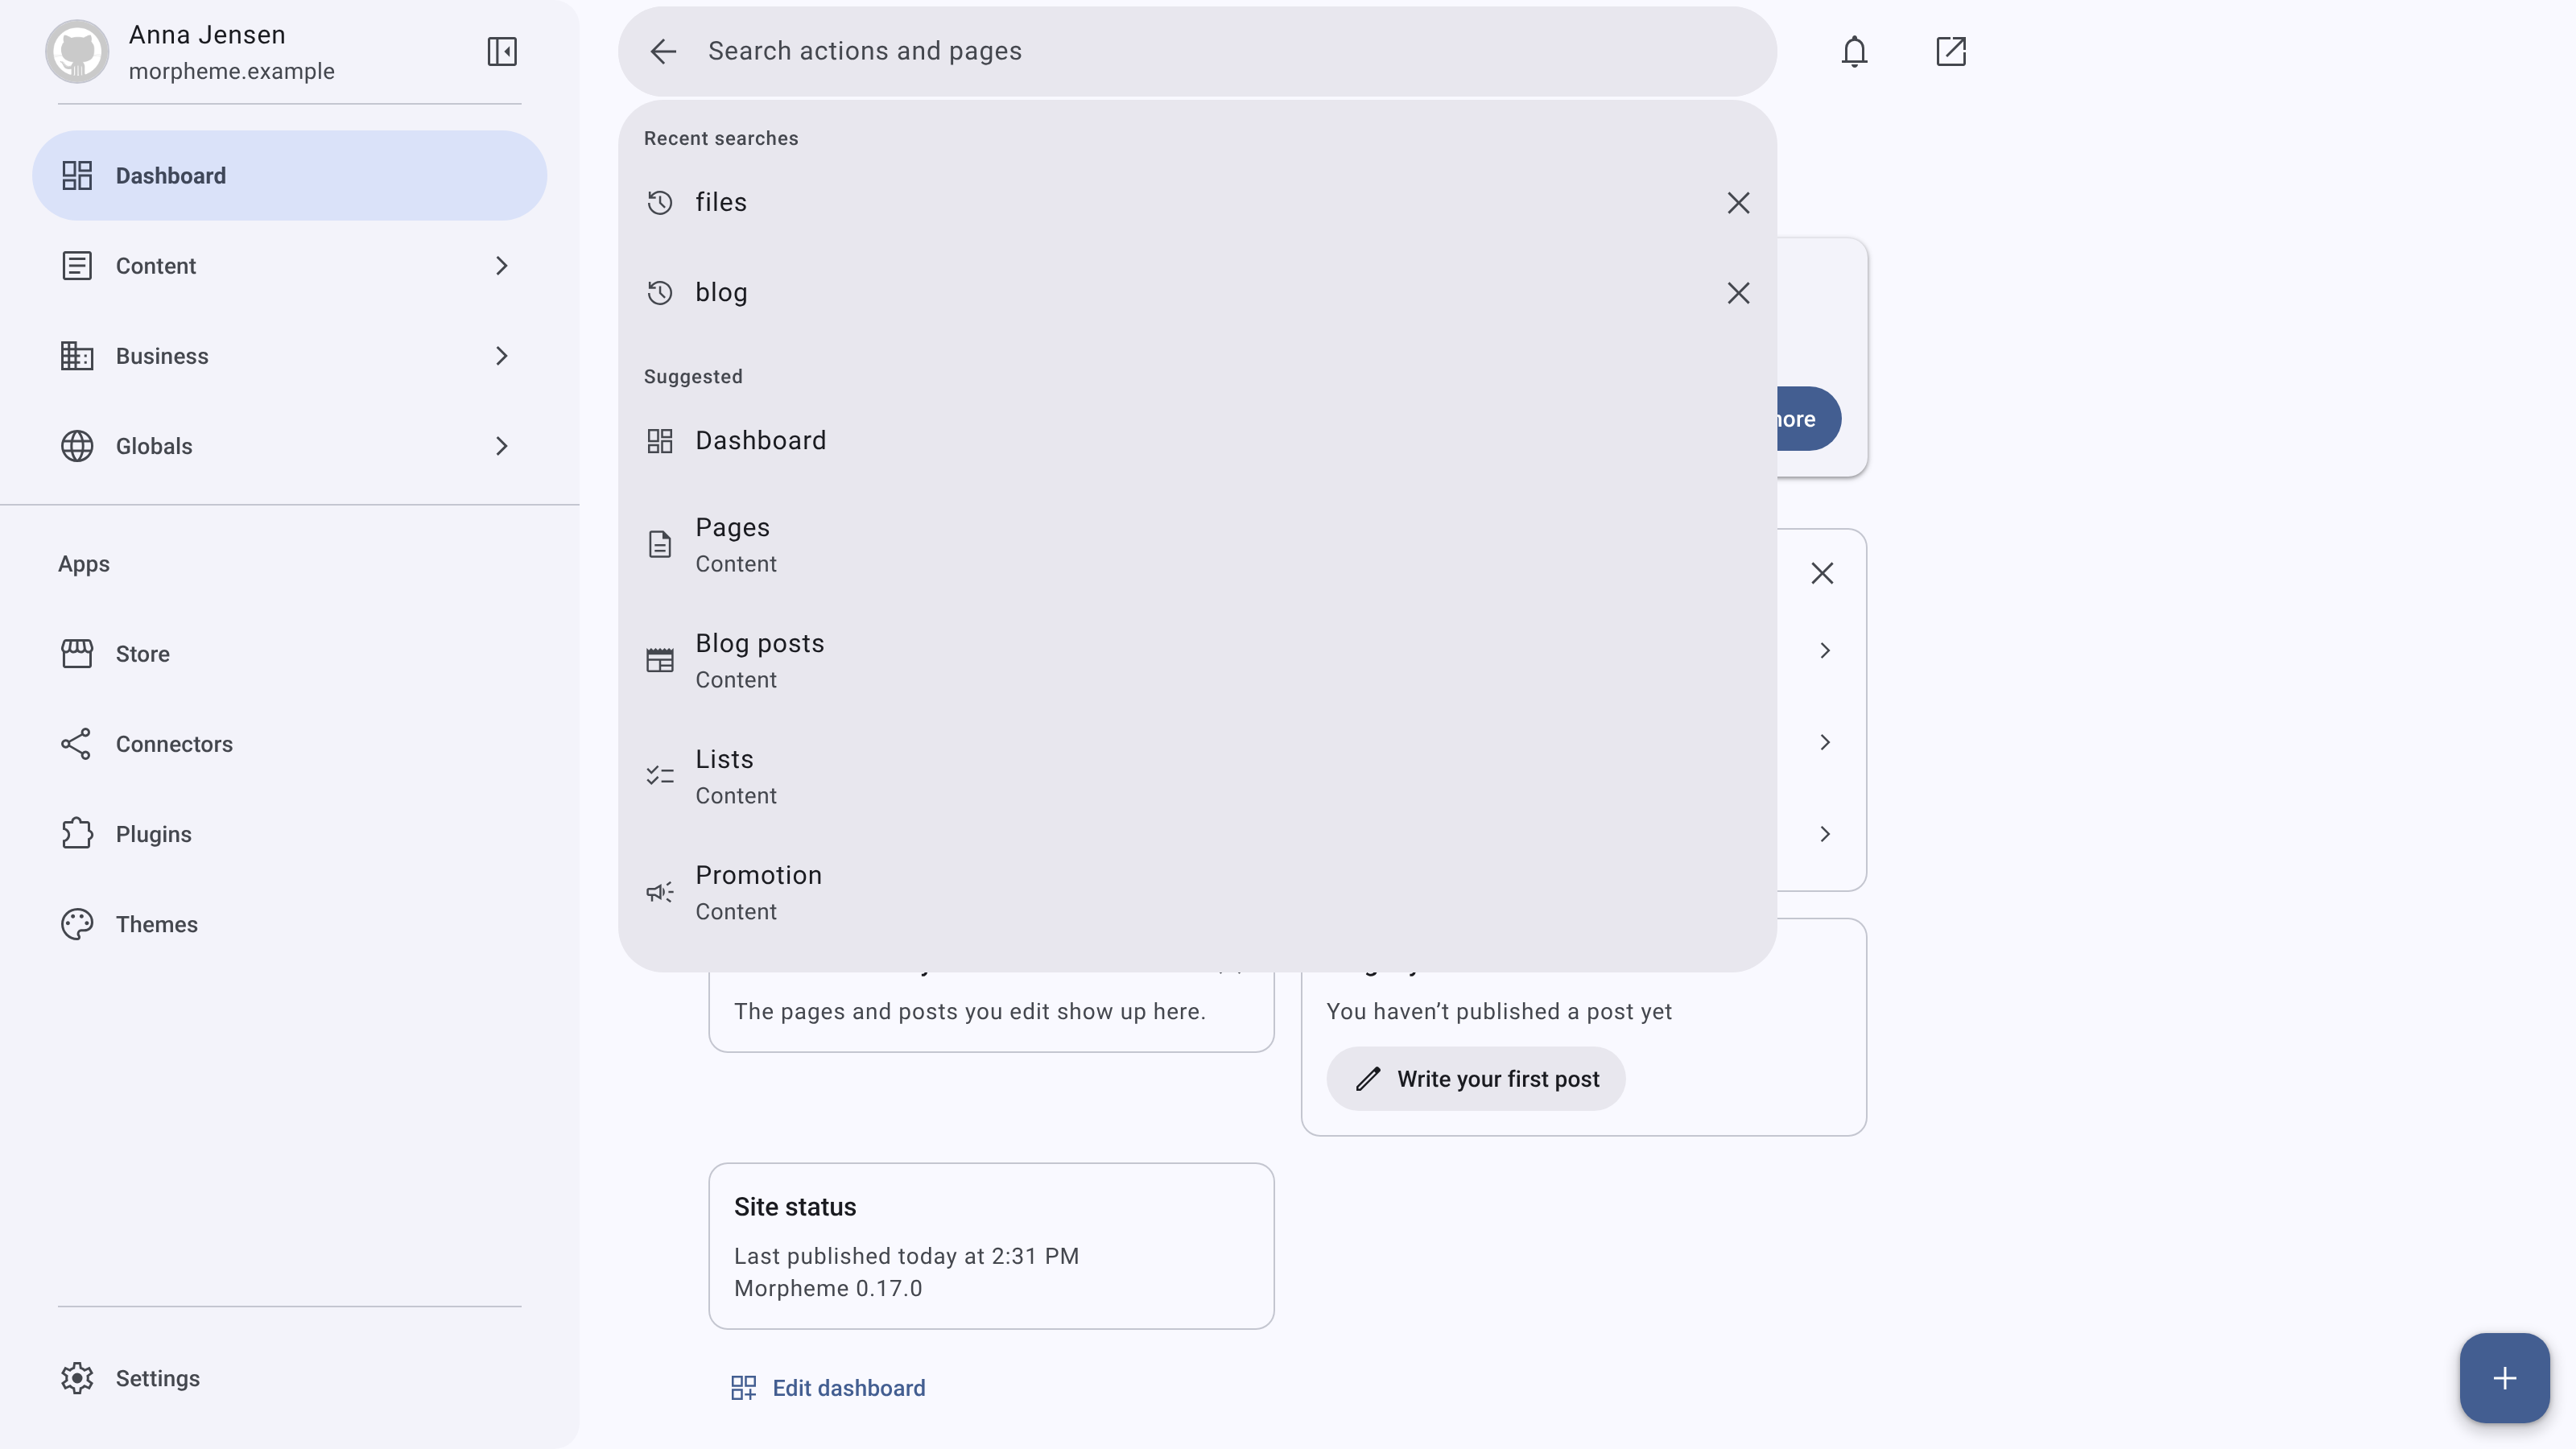 Anna Jensen
morpheme.example
Dashboard
Content
Business
Globals
Apps
Store
Connectors
Plugins
Themes
Settings
Search actions and pages
Recent searches
files
blog
Suggested
Dashboard
Pages
Content
Blog posts
Content
Lists
Content
Promotion
Content
The pages and posts you edit show up here.
You haven’t published a post yet
Write your first post
Site status
Last published today at 2:31 PM
Morpheme 0.17.0
Edit dashboard